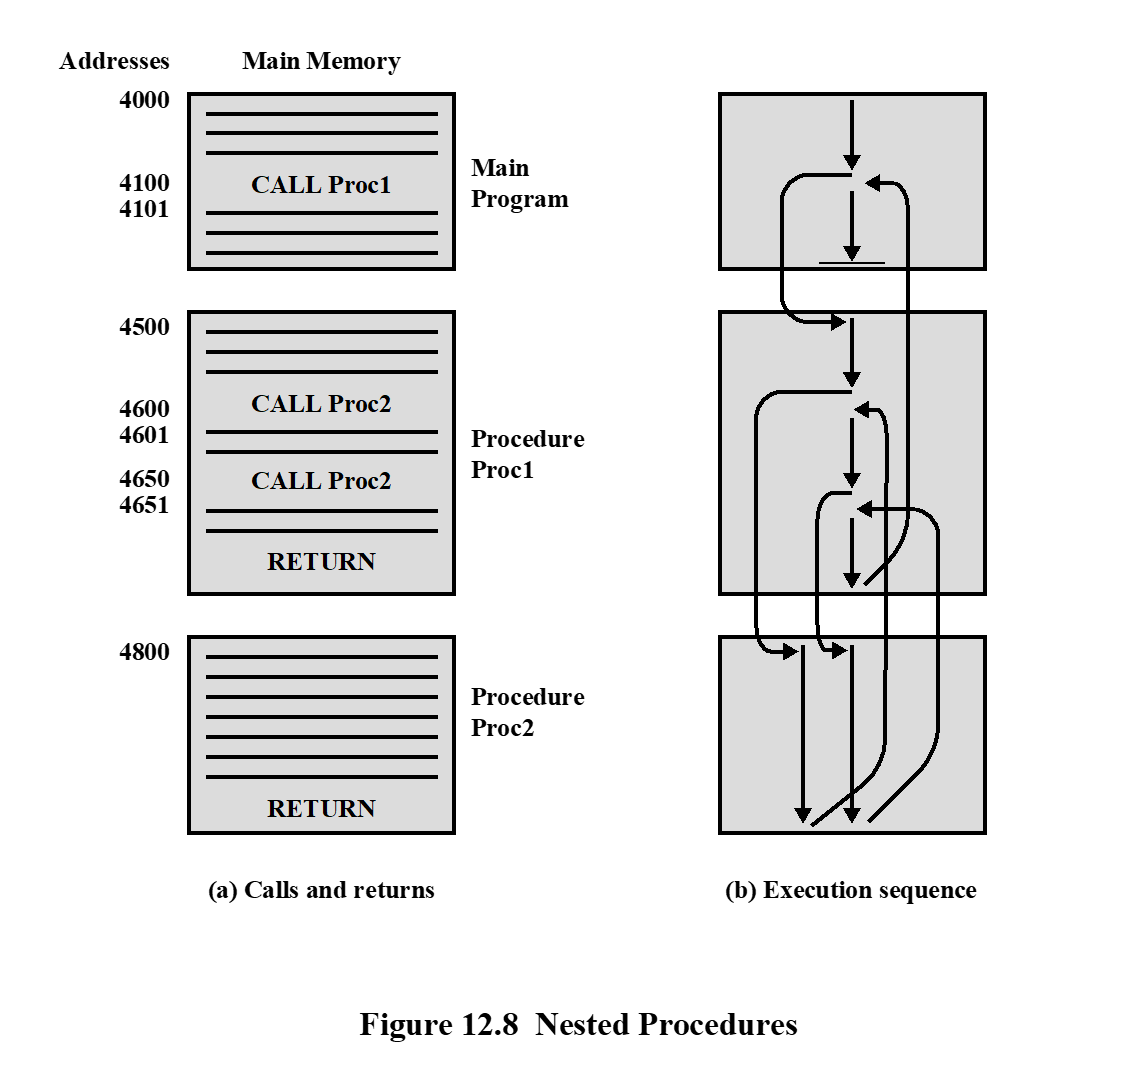 Addresses Main Memory
4000
4100 CALL Proc1
4101
Main
Program
4500
4600 CALL Proc2
4601
4650 CALL Proc2
4651
RETURN
Procedure
Proc1
4800
RETURN
Procedure
Proc2
(a) Calls and returns
(b) Execution sequence
Figure 12.8 Nested Procedures